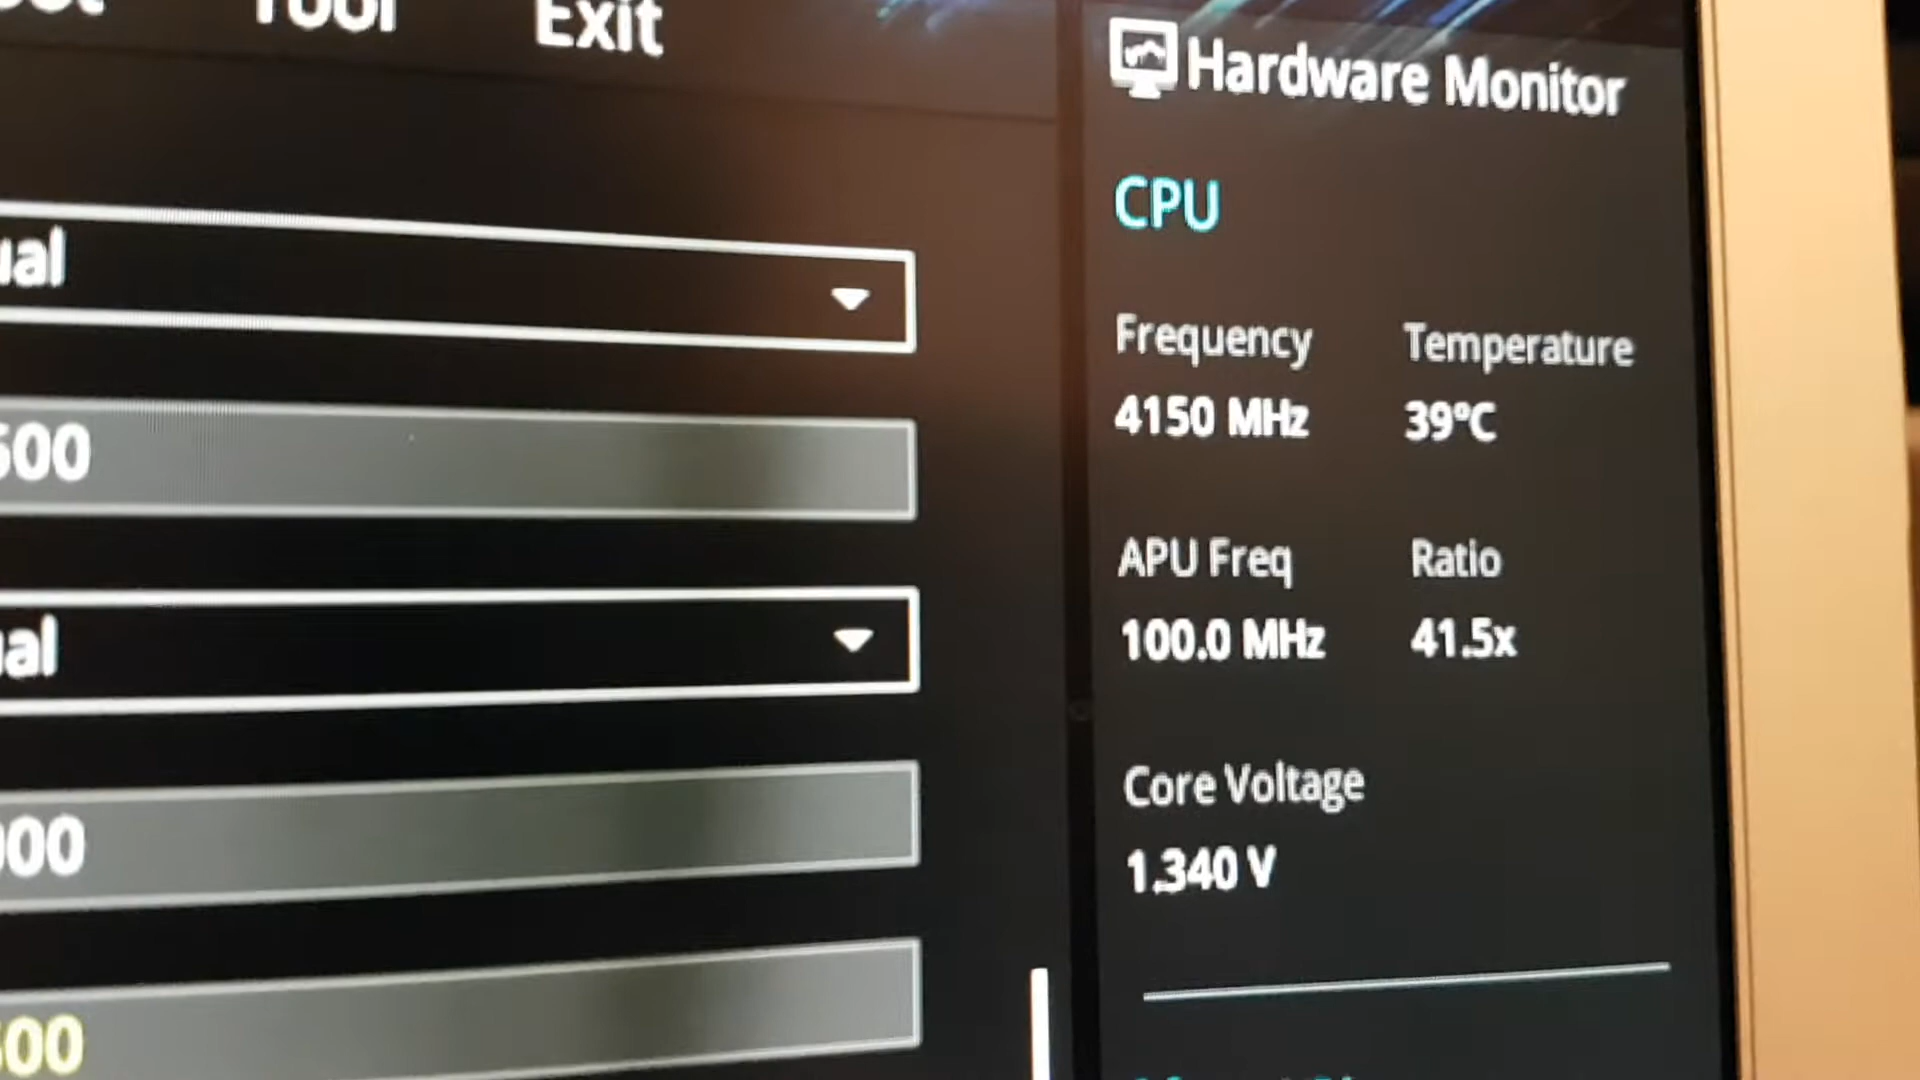 Tool
Exit
Hardware Monitor
CPU
Frequency
Temperature
4150 MHz
39°C
APU Freq
Ratio
100.0 MHz
41.5x
Core Voltage
1.340 V